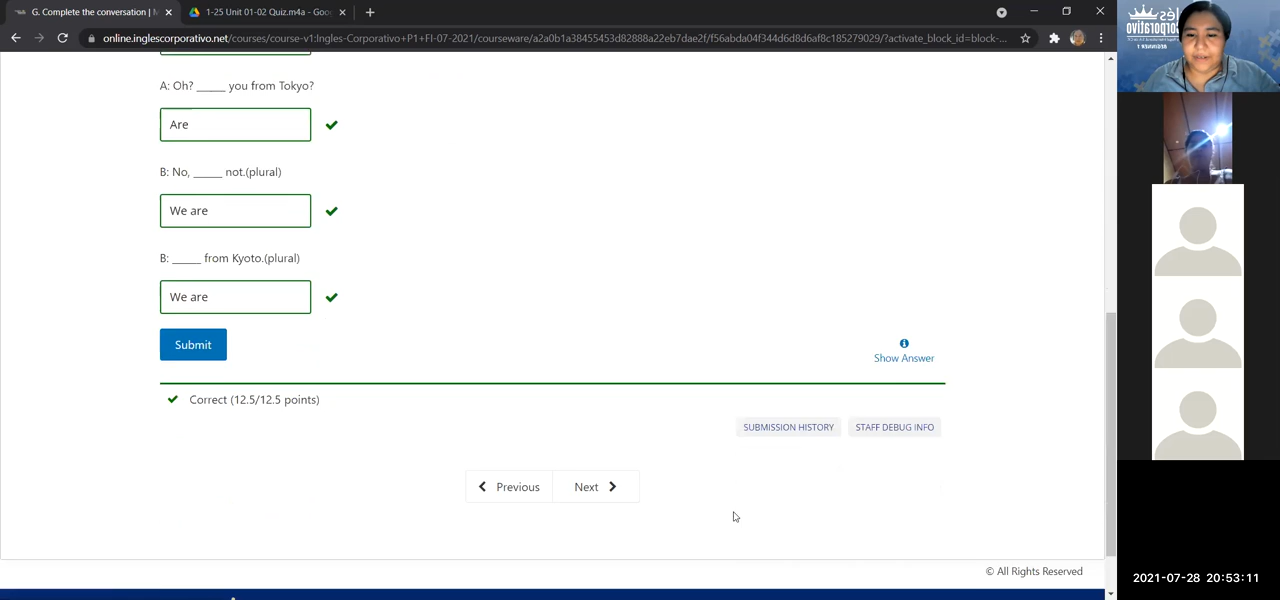 G. Complete the conversation | M
1-25 Unit 01-02 Quiz.m4a - Goo
online.inglescorporativo.net/courses/course-v1:Ingles-Corporativo+P1+FI-07-2021/courseware/a2a0b1a38455453d82888a22eb7dae2f/f56abda04f344d6d8d6af8c185279029/?activate_block_id=block-...
A: Oh? _____ you from Tokyo?
Are
B: No, _____ not.(plural)
We are
B: _____ from Kyoto.(plural)
We are
Submit
Show Answer
Correct (12.5/12.5 points)
SUBMISSION HISTORY
STAFF DEBUG INFO
Previous
Next
© All Rights Reserved
2021-07-28 20:53:11